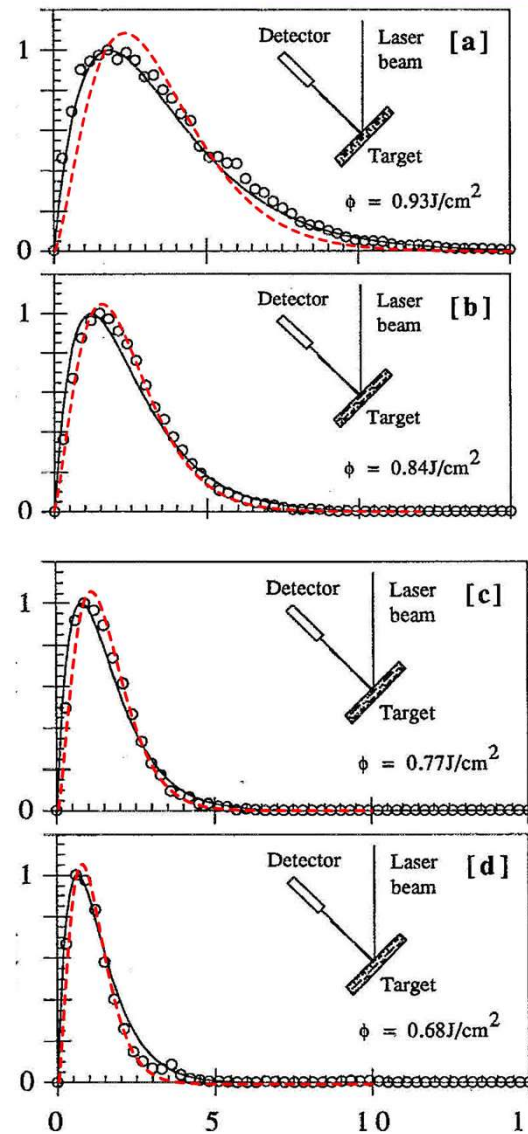 Detector
Laser
beam
[a]
1
Target
φ = 0.93J/cm2
0
Detector
Laser
beam
[b]
1
Target
φ = 0.84J/cm2
0
Detector
Laser
beam
[c]
1
Target
φ = 0.77J/cm2
0
Detector
Laser
beam
[d]
1
Target
φ = 0.68J/cm2
0
0 5 10 1